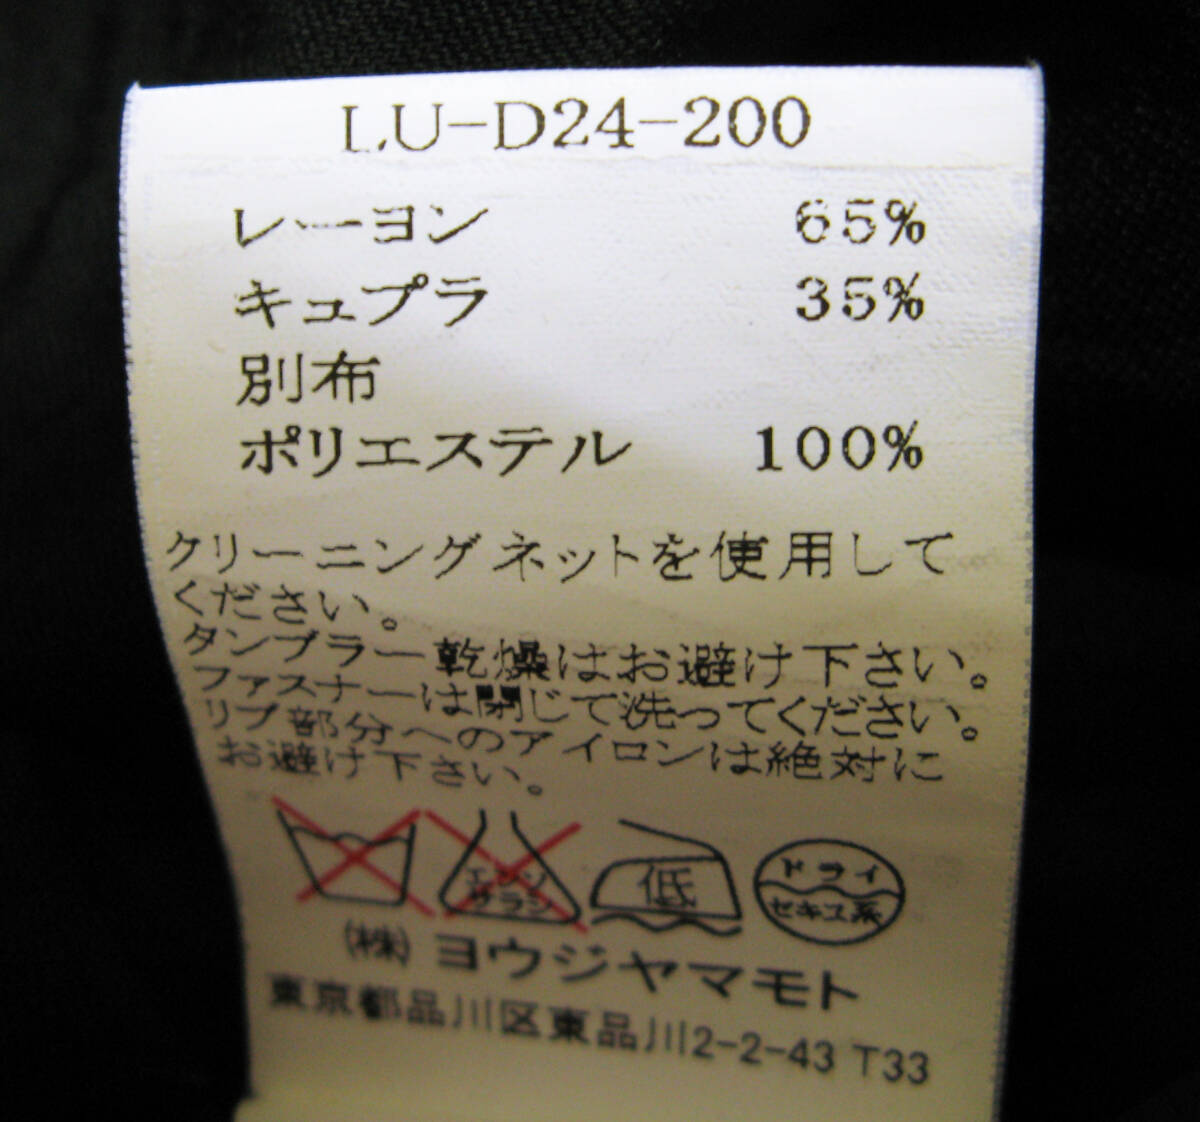 LU-D24-200
レーヨン 65%
キュプラ 35%
別布
ポリエステル 100%
クリーニングネットを使用して
ください。
タンブラー乾燥はお避け下さい。
ファスナーは閉じて洗ってください。
リブ部分へのアイロンは絶対に
お避け下さい。
エンソ サラシ 低 ドライ セキユ系
(株) ヨウジヤマモト
東京都品川区東品川2-2-43 T33